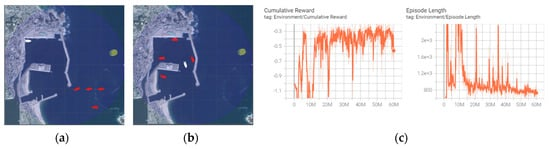 Cumulative Reward
tag: Environment/Cumulative Reward
-0.3
-0.5
-0.7
-0.9
-1.1
0 10M 20M 30M 40M 50M 60M
Episode Length
tag: Environment/Episode Length
1.6e+3
1.2e+3
800
0 10M 20M 30M 40M 50M 60M
(a) (b) (c)